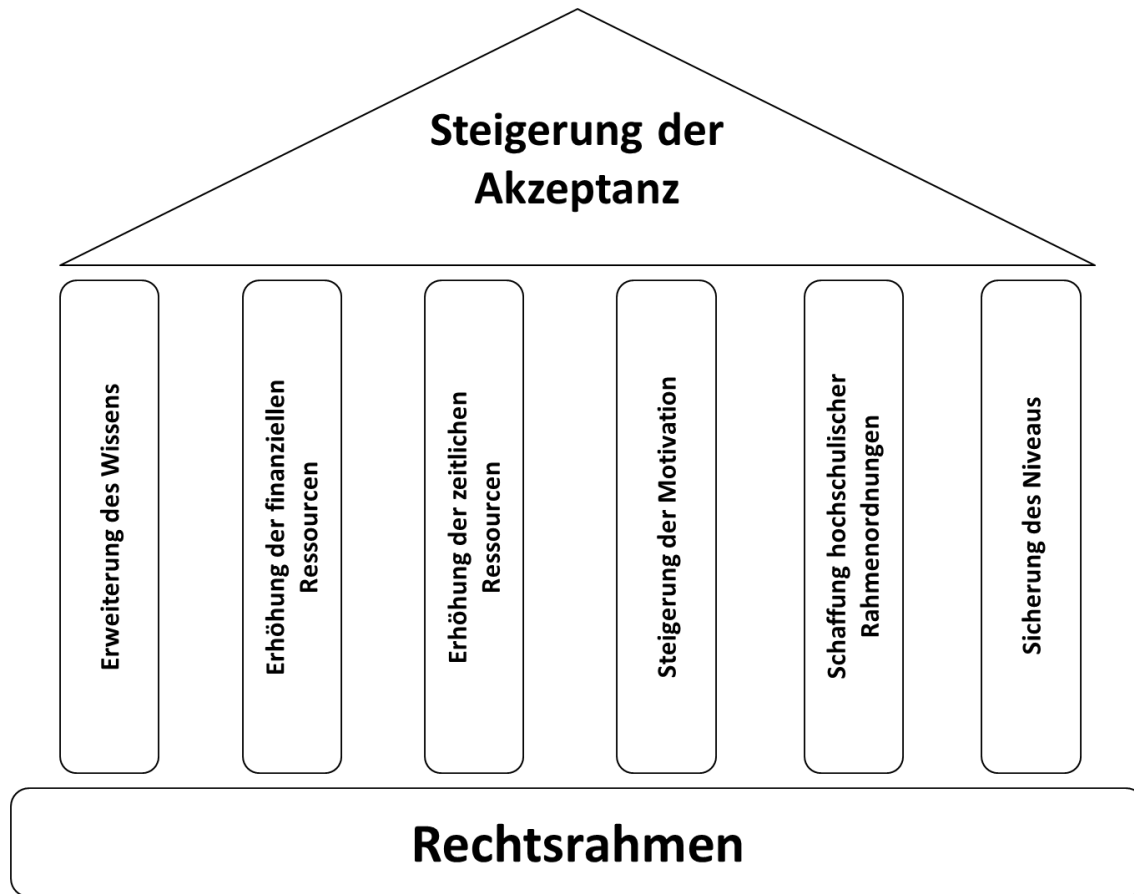 Steigerung der
Akzeptanz
Erweiterung des Wissens
Erhöhung der finanziellen
Ressourcen
Erhöhung der zeitlichen
Ressourcen
Steigerung der Motivation
Schaffung hochschulischer
Rahmenordnungen
Sicherung des Niveaus
Rechtsrahmen